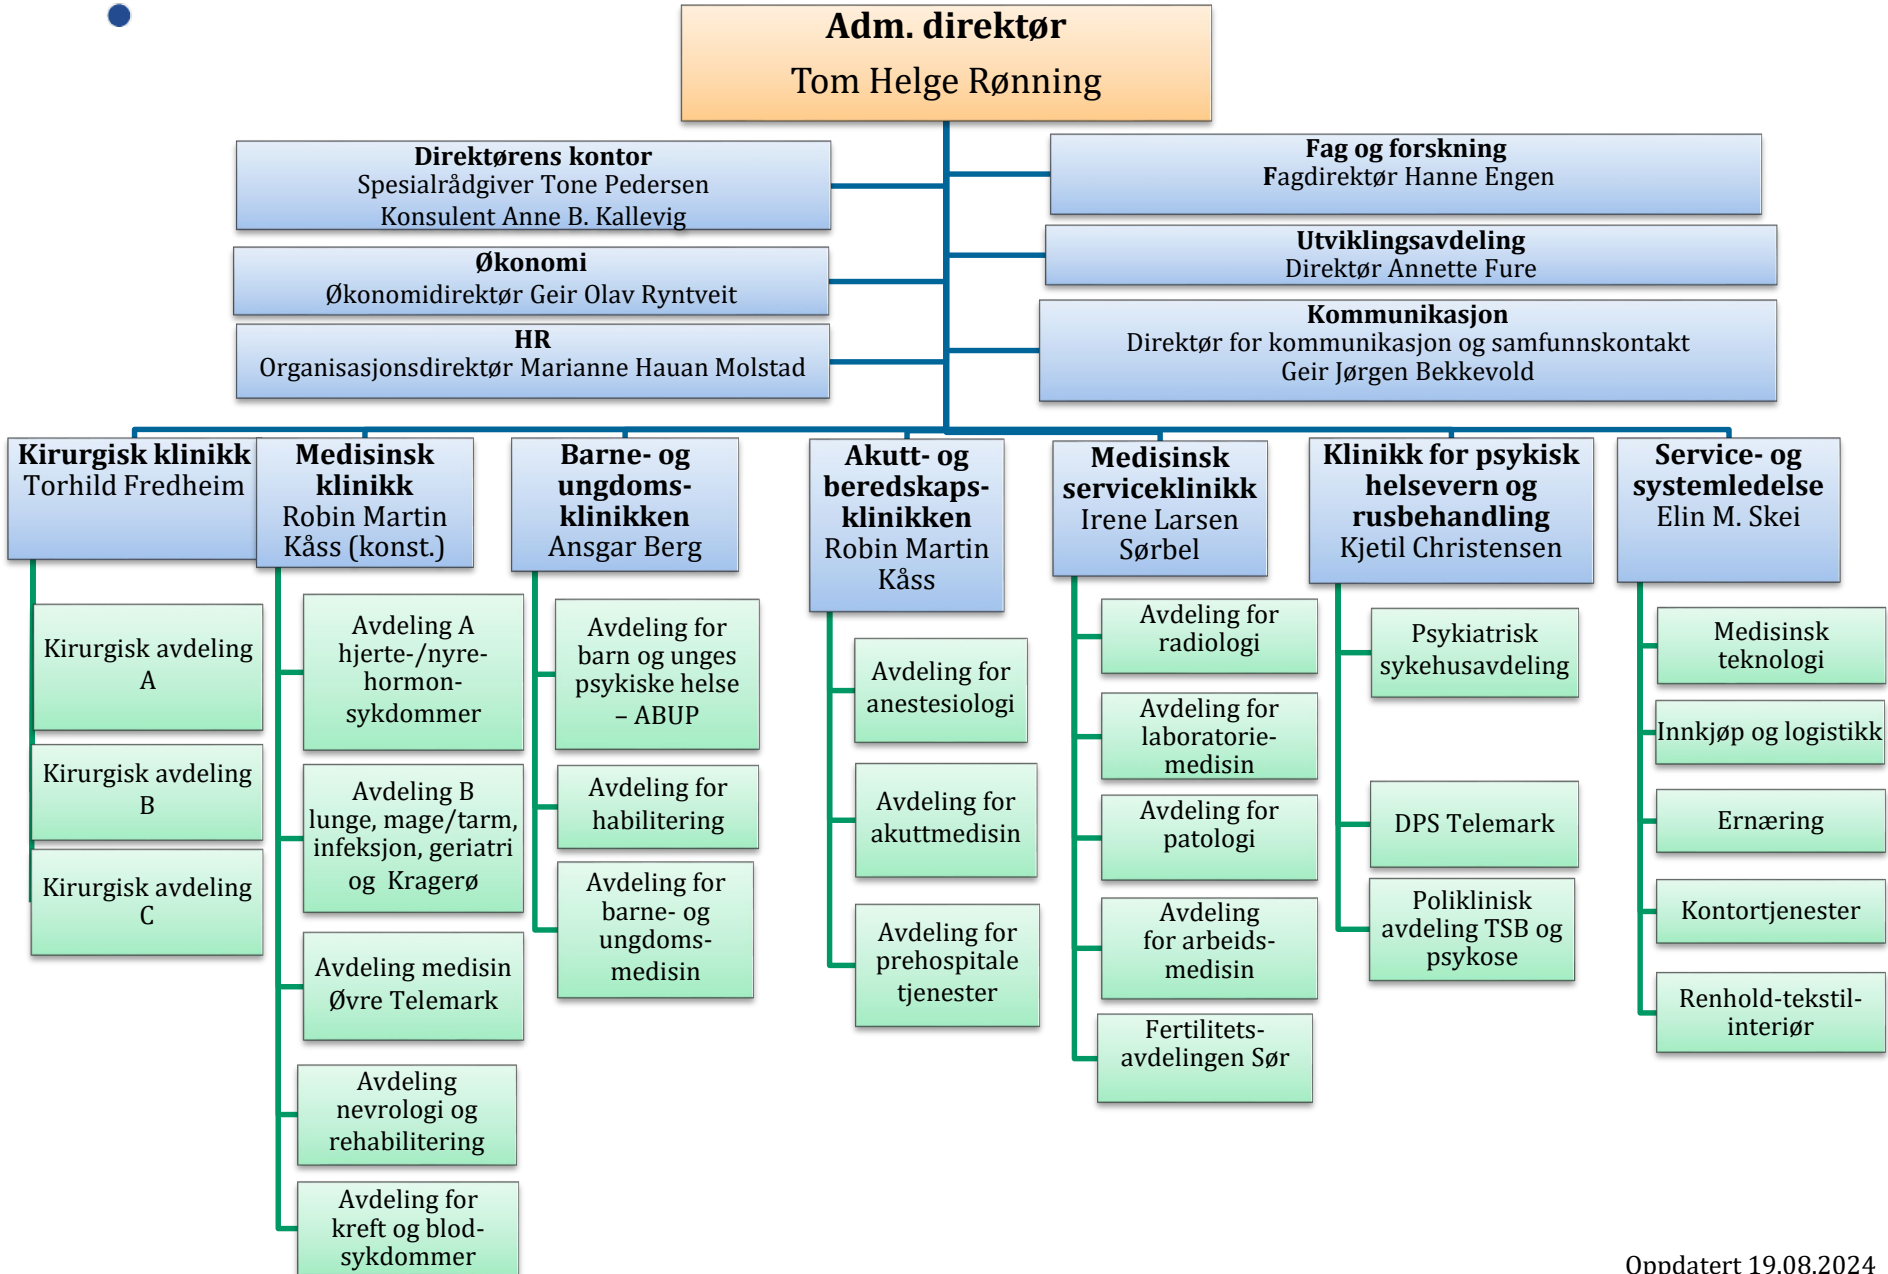 Adm. direktør
Tom Helge Rønning
Direktørens kontor
Spesialrådgiver Tone Pedersen
Konsulent Anne B. Kallevig
Fag og forskning
Fagdirektør Hanne Engen
Økonomi
Økonomidirektør Geir Olav Ryntveit
Utviklingsavdeling
Direktør Annette Fure
HR
Organisasjonsdirektør Marianne Hauan Molstad
Kommunikasjon
Direktør for kommunikasjon og samfunnskontakt
Geir Jørgen Bekkevold
Kirurgisk klinikk
Torhild Fredheim
Kirurgisk avdeling
A
Kirurgisk avdeling
B
Kirurgisk avdeling
C
Medisinsk
klinikk
Robin Martin
Kåss (konst.)
Avdeling A
hjerte-/nyre-
hormon-
sykdommer
Avdeling B
lunge, mage/tarm,
infeksjon, geriatri
og Kragerø
Avdeling medisin
Øvre Telemark
Avdeling
nevrologi og
rehabilitering
Avdeling for
kreft og blod-
sykdommer
Barne- og
ungdoms-
klinikken
Ansgar Berg
Avdeling for
barn og unges
psykiske helse
– ABUP
Avdeling for
habilitering
Avdeling for
barne- og
ungdoms-
medisin
Akutt- og
beredskaps-
klinikken
Robin Martin
Kåss
Avdeling for
anestesiologi
Avdeling for
akuttmedisin
Avdeling for
prehospitale
tjenester
Medisinsk
serviceklinikk
Irene Larsen
Sørbel
Avdeling for
radiologi
Avdeling for
laboratorie-
medisin
Avdeling for
patologi
Avdeling
for arbeids-
medisin
Fertilitets-
avdelingen Sør
Klinikk for psykisk
helsevern og
rusbehandling
Kjetil Christensen
Psykiatrisk
sykehusavdeling
DPS Telemark
Poliklinisk
avdeling TSB og
psykose
Service- og
systemledelse
Elin M. Skei
Medisinsk
teknologi
Innkjøp og logistikk
Ernæring
Kontortjenester
Renhold-tekstil-
interiør
Oppdatert 19.08.2024